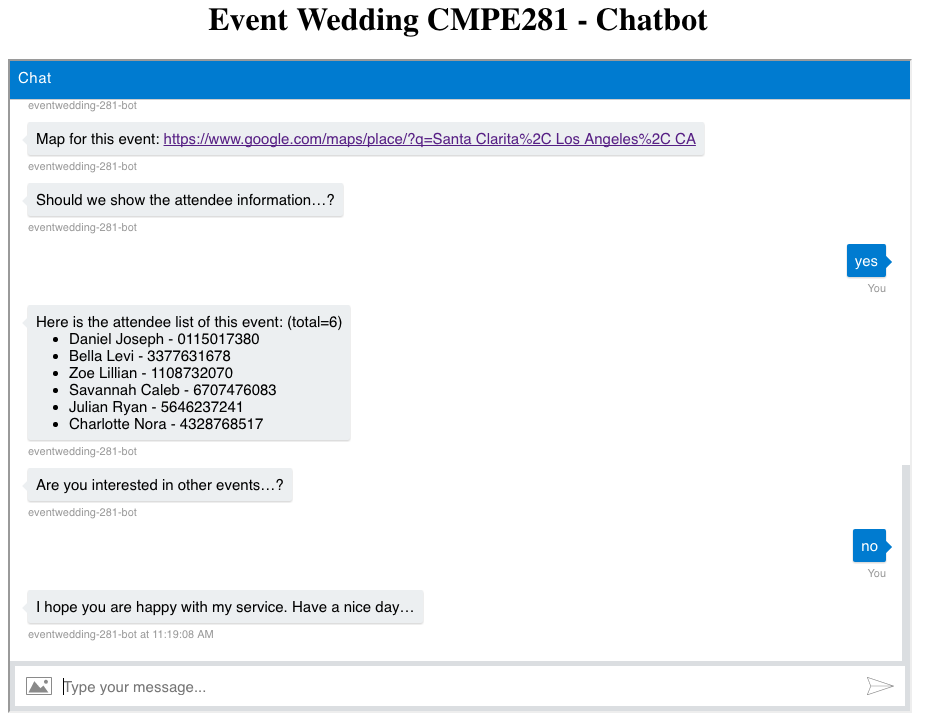 Event Wedding CMPE281 - Chatbot
Chat
eventwedding-281-bot
Map for this event: https://www.google.com/maps/place/?q=Santa Clarita%2C Los Angeles%2C CA
eventwedding-281-bot
Should we show the attendee information…?
eventwedding-281-bot
yes
You
Here is the attendee list of this event: (total=6)
• Daniel Joseph - 0115017380
• Bella Levi - 3377631678
• Zoe Lillian - 1108732070
• Savannah Caleb - 6707476083
• Julian Ryan - 5646237241
• Charlotte Nora - 4328768517
eventwedding-281-bot
Are you interested in other events…?
eventwedding-281-bot
no
You
I hope you are happy with my service. Have a nice day…
eventwedding-281-bot at 11:19:08 AM
Type your message...